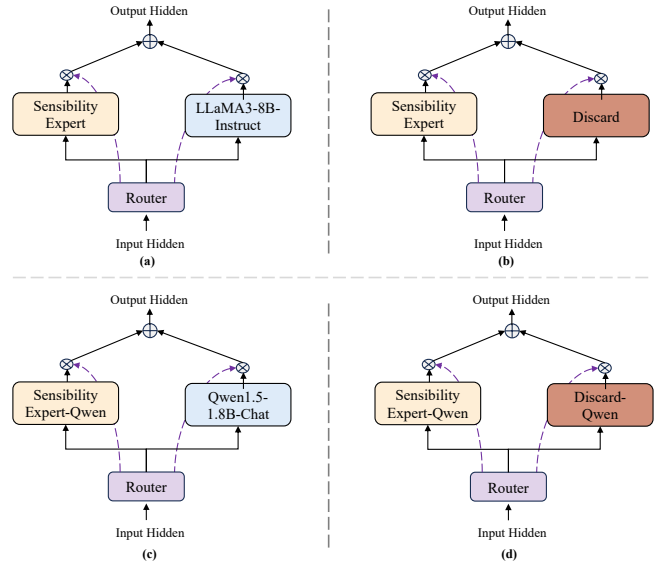 Output Hidden
Sensibility
Expert
LLaMA3-8B-
Instruct
Router
Input Hidden
(a)
Output Hidden
Sensibility
Expert
Discard
Router
Input Hidden
(b)
Output Hidden
Sensibility
Expert-Qwen
Qwen1.5-
1.8B-Chat
Router
Input Hidden
(c)
Output Hidden
Sensibility
Expert-Qwen
Discard-
Qwen
Router
Input Hidden
(d)